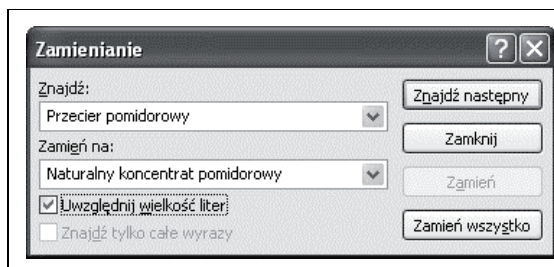 Zamienianie
Znajdź:
Przecier pomidorowy
Zamień na:
Naturalny koncentrat pomidorowy
Uwzględnij wielkość liter
Znajdź tylko całe wyrazy
Znajdź następny
Zamknij
Zamień
Zamień wszystko